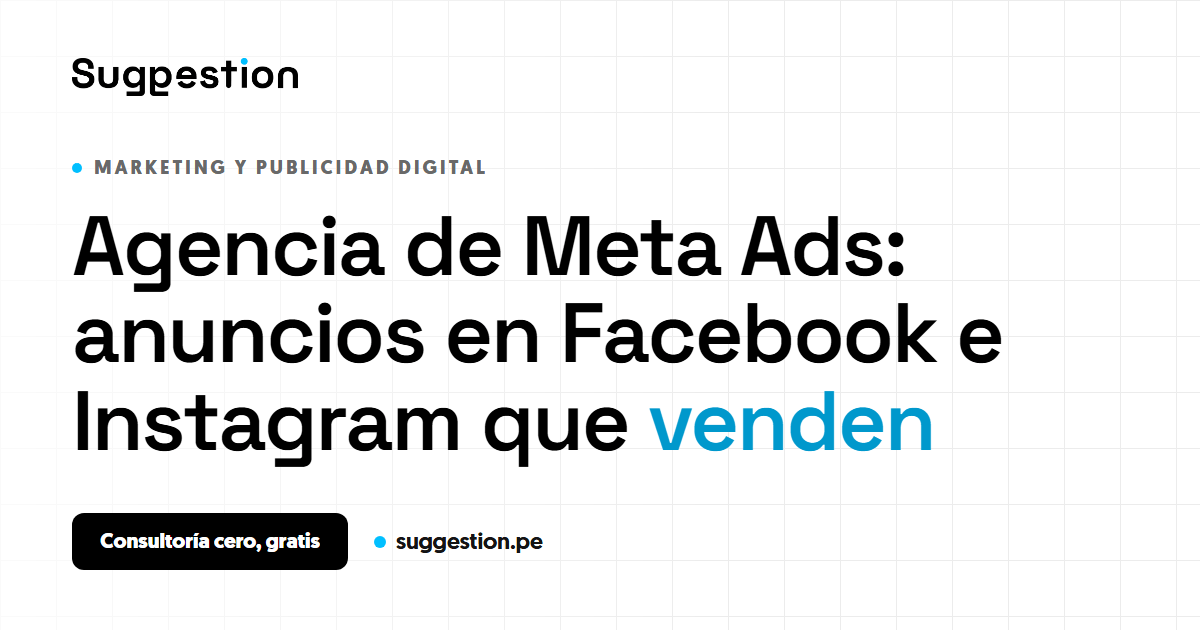 Suggestion
MARKETING Y PUBLICIDAD DIGITAL
Agencia de Meta Ads:
anuncios en Facebook e
Instagram que venden
Consultoría cero, gratis
suggestion.pe